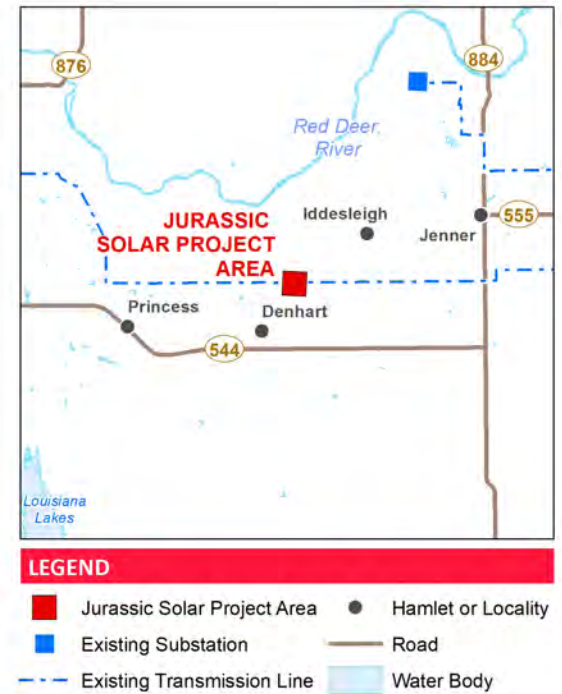 876
884
Red Deer
River
JURASSIC
SOLAR PROJECT
AREA
Iddesleigh
Jenner
555
Princess
Denhart
544
Louisiana
Lakes
LEGEND
Jurassic Solar Project Area
Hamlet or Locality
Existing Substation
Road
Existing Transmission Line
Water Body